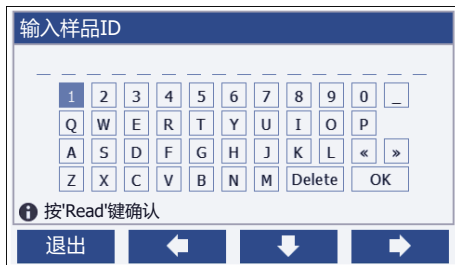 输入样品ID
_ _ _ _ _ _ _ _ _ _ _ _ _ _
1 2 3 4 5 6 7 8 9 0 _
Q W E R T Y U I O P
A S D F G H J K L « »
Z X C V B N M Delete OK
按'Read'键确认
退出